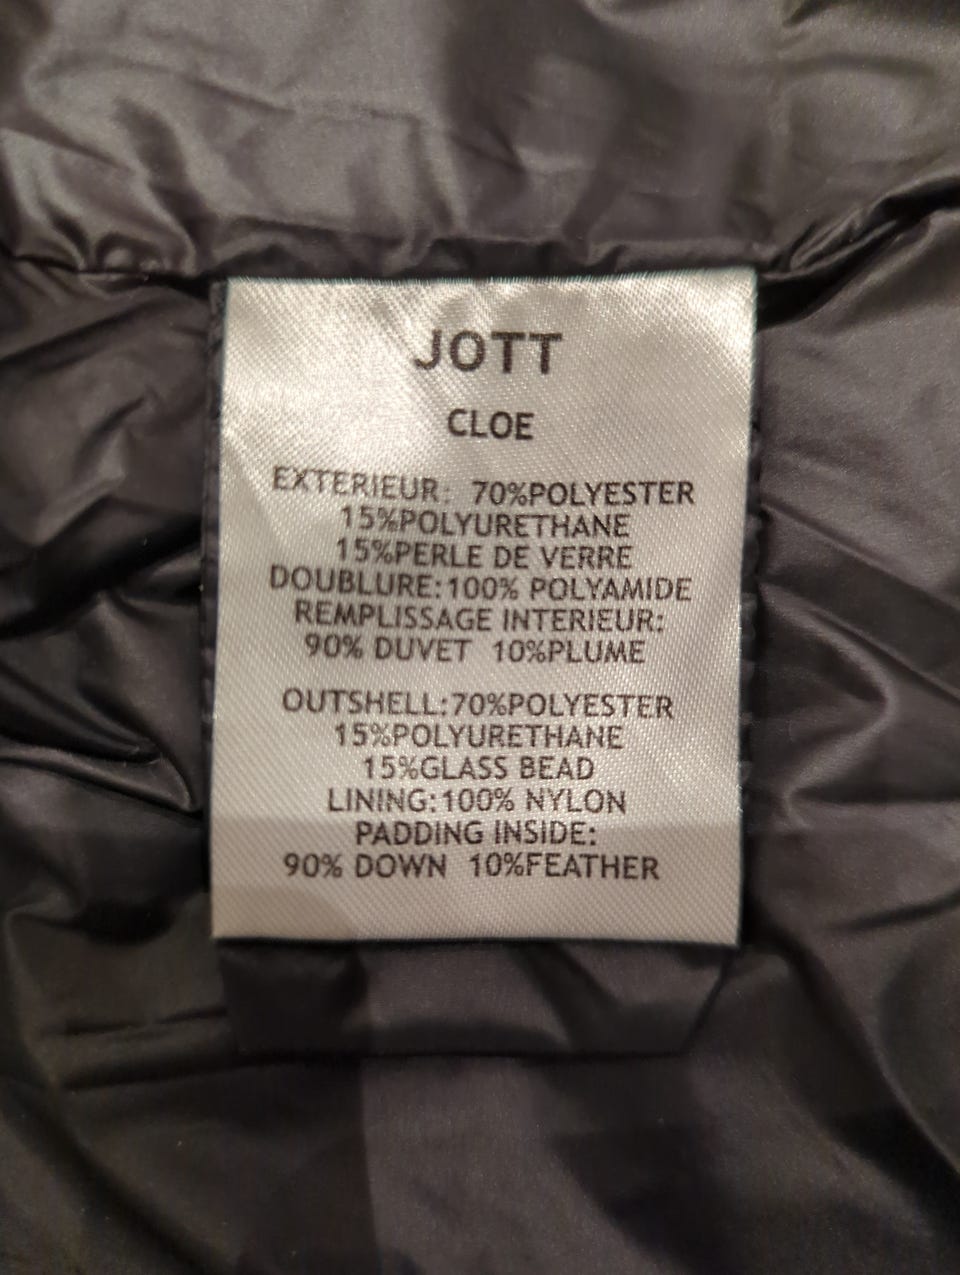 JOTT
CLOE
EXTERIEUR: 70%POLYESTER
15%POLYURETHANE
15%PERLE DE VERRE
DOUBLURE:100% POLYAMIDE
REMPLISSAGE INTERIEUR:
90% DUVET 10%PLUME
OUTSHELL:70%POLYESTER
15%POLYURETHANE
15%GLASS BEAD
LINING:100% NYLON
PADDING INSIDE:
90% DOWN 10%FEATHER